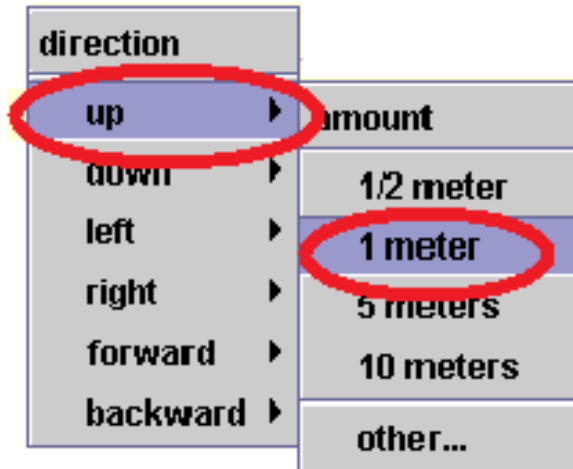 direction
up
down
left
right
forward
backward
amount
1/2 meter
1 meter
5 meters
10 meters
other...